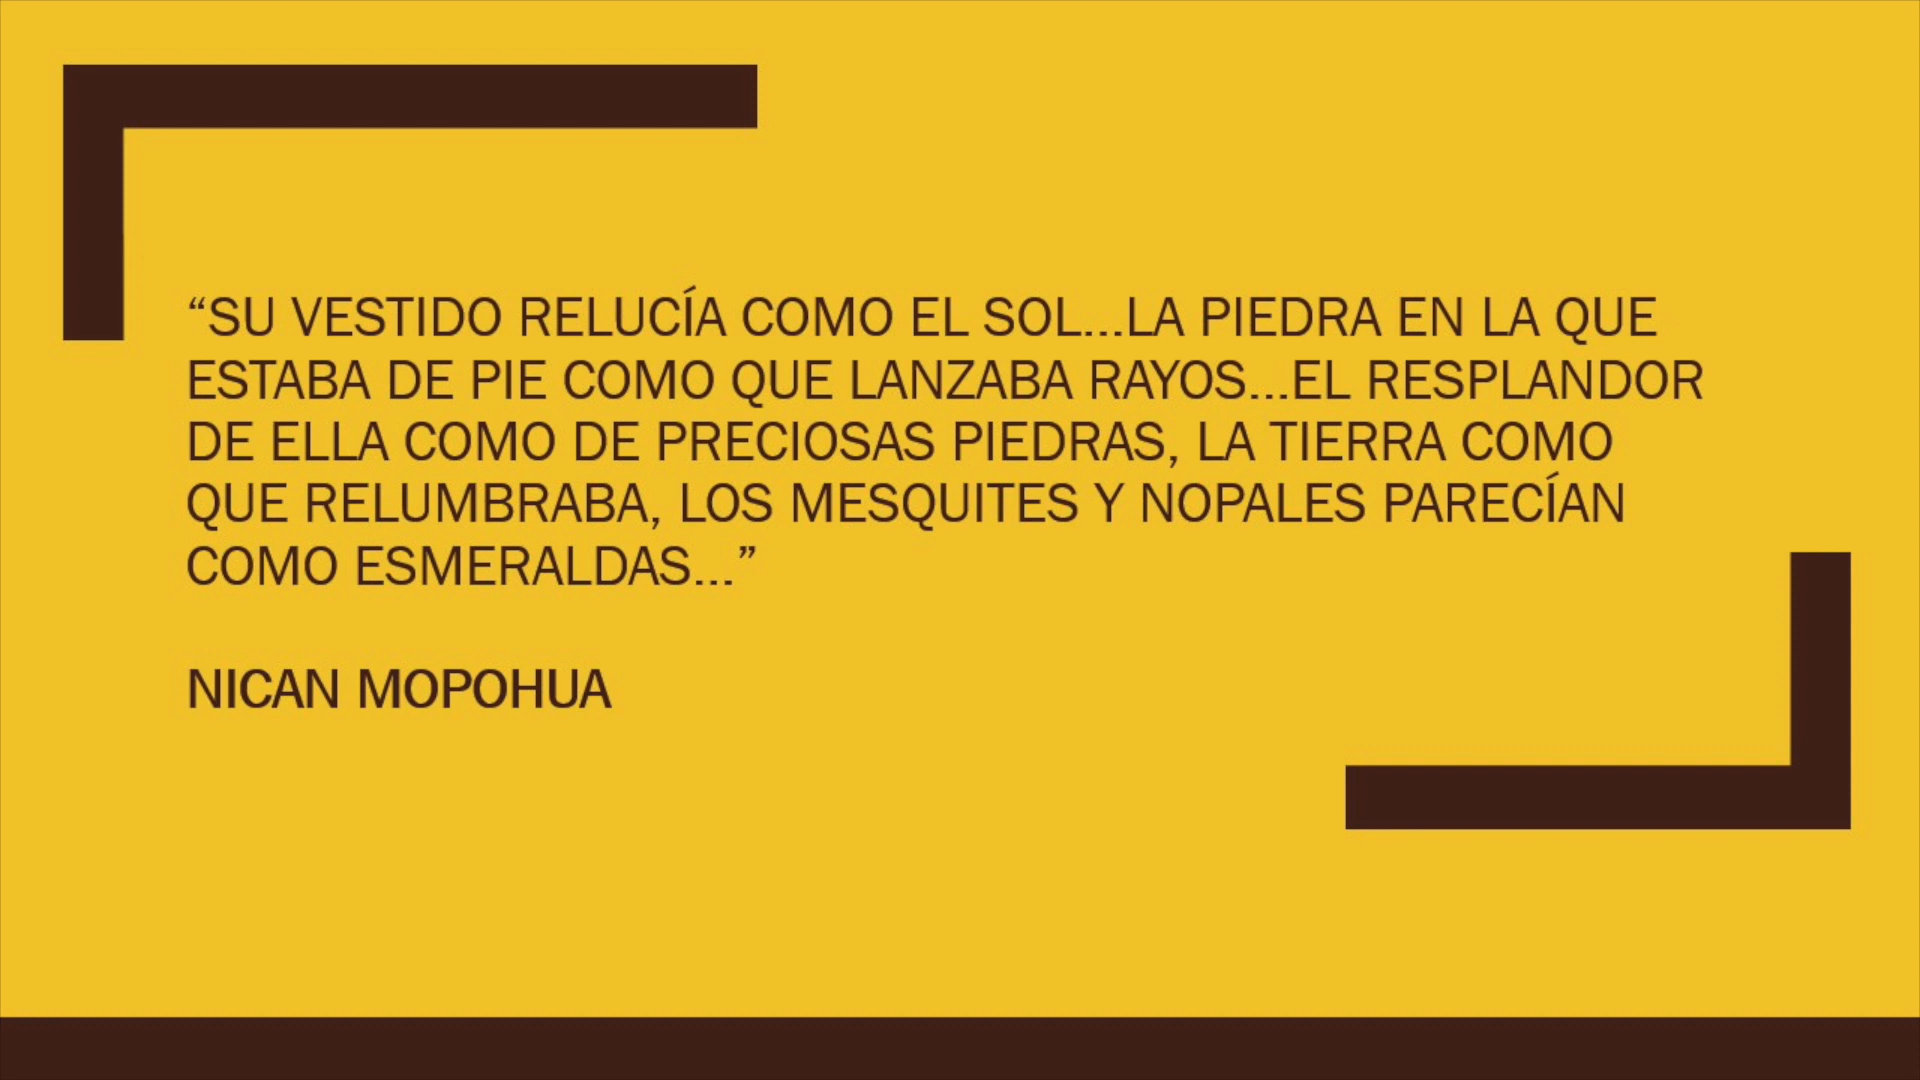 “SU VESTIDO RELUCÍA COMO EL SOL...LA PIEDRA EN LA QUE
ESTABA DE PIE COMO QUE LANZABA RAYOS...EL RESPLANDOR
DE ELLA COMO DE PRECIOSAS PIEDRAS, LA TIERRA COMO
QUE RELUMBRABA, LOS MESQUITES Y NOPALES PARECÍAN
COMO ESMERALDAS...”
NICAN MOPOHUA